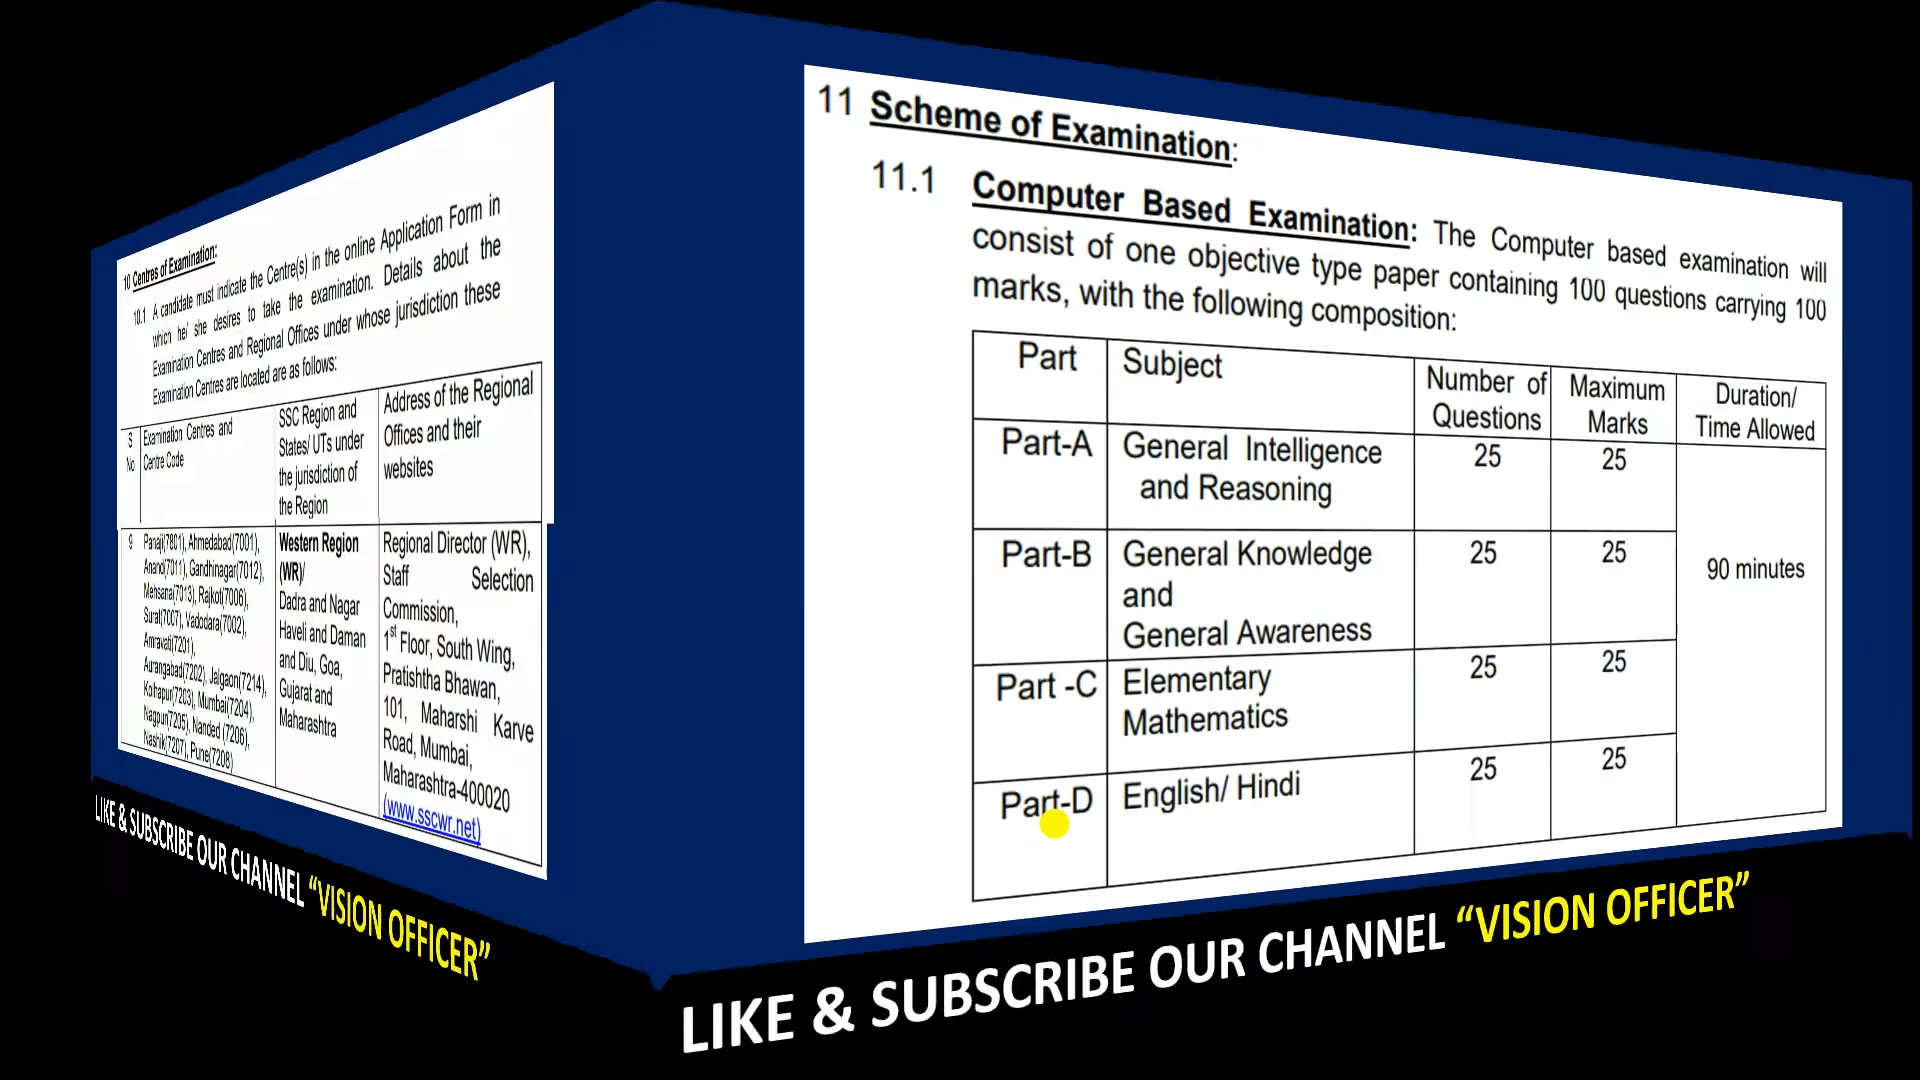 10 Centres of Examination:
10.1 A candidate must indicate the Centre(s) in the online Application Form in
which he/ she desires to take the examination. Details about the
Examination Centres and Regional Offices under whose jurisdiction these
Examination Centres are located are as follows:
S No
Examination Centres and
Centre Code
SSC Region and
States/ UTs under
the jurisdiction of
the Region
Address of the Regional
Offices and their
websites
9
Panaji(7801), Ahmedabad(7001),
Anand(7011), Gandhinagar(7012),
Mehsana(7013), Rajkot(7006),
Surat(7007), Vadodara(7002),
Amravati(7201),
Aurangabad(7202), Jalgaon(7214),
Kolhapur(7203), Mumbai(7204),
Nagpur(7205), Nanded (7206),
Nashik(7207), Pune(7208)
Western Region
(WR)/
Dadra and Nagar
Haveli and Daman
and Diu, Goa,
Gujarat and
Maharashtra
Regional Director (WR),
Staff Selection
Commission,
1st Floor, South Wing,
Pratishtha Bhawan,
101, Maharshi Karve
Road, Mumbai,
Maharashtra-400020
(www.sscwr.net)
LIKE & SUBSCRIBE OUR CHANNEL “VISION OFFICER”
11 Scheme of Examination:
11.1 Computer Based Examination: The Computer based examination will
consist of one objective type paper containing 100 questions carrying 100
marks, with the following composition:
Part Subject
Number of
Questions
Maximum
Marks
Duration/
Time Allowed
Part-A General Intelligence 25 25
and Reasoning
Part-B General Knowledge 25 25 90 minutes
and
General Awareness
Part -C Elementary 25 25
Mathematics
Part-D English/ Hindi 25 25
LIKE & SUBSCRIBE OUR CHANNEL “VISION OFFICER”